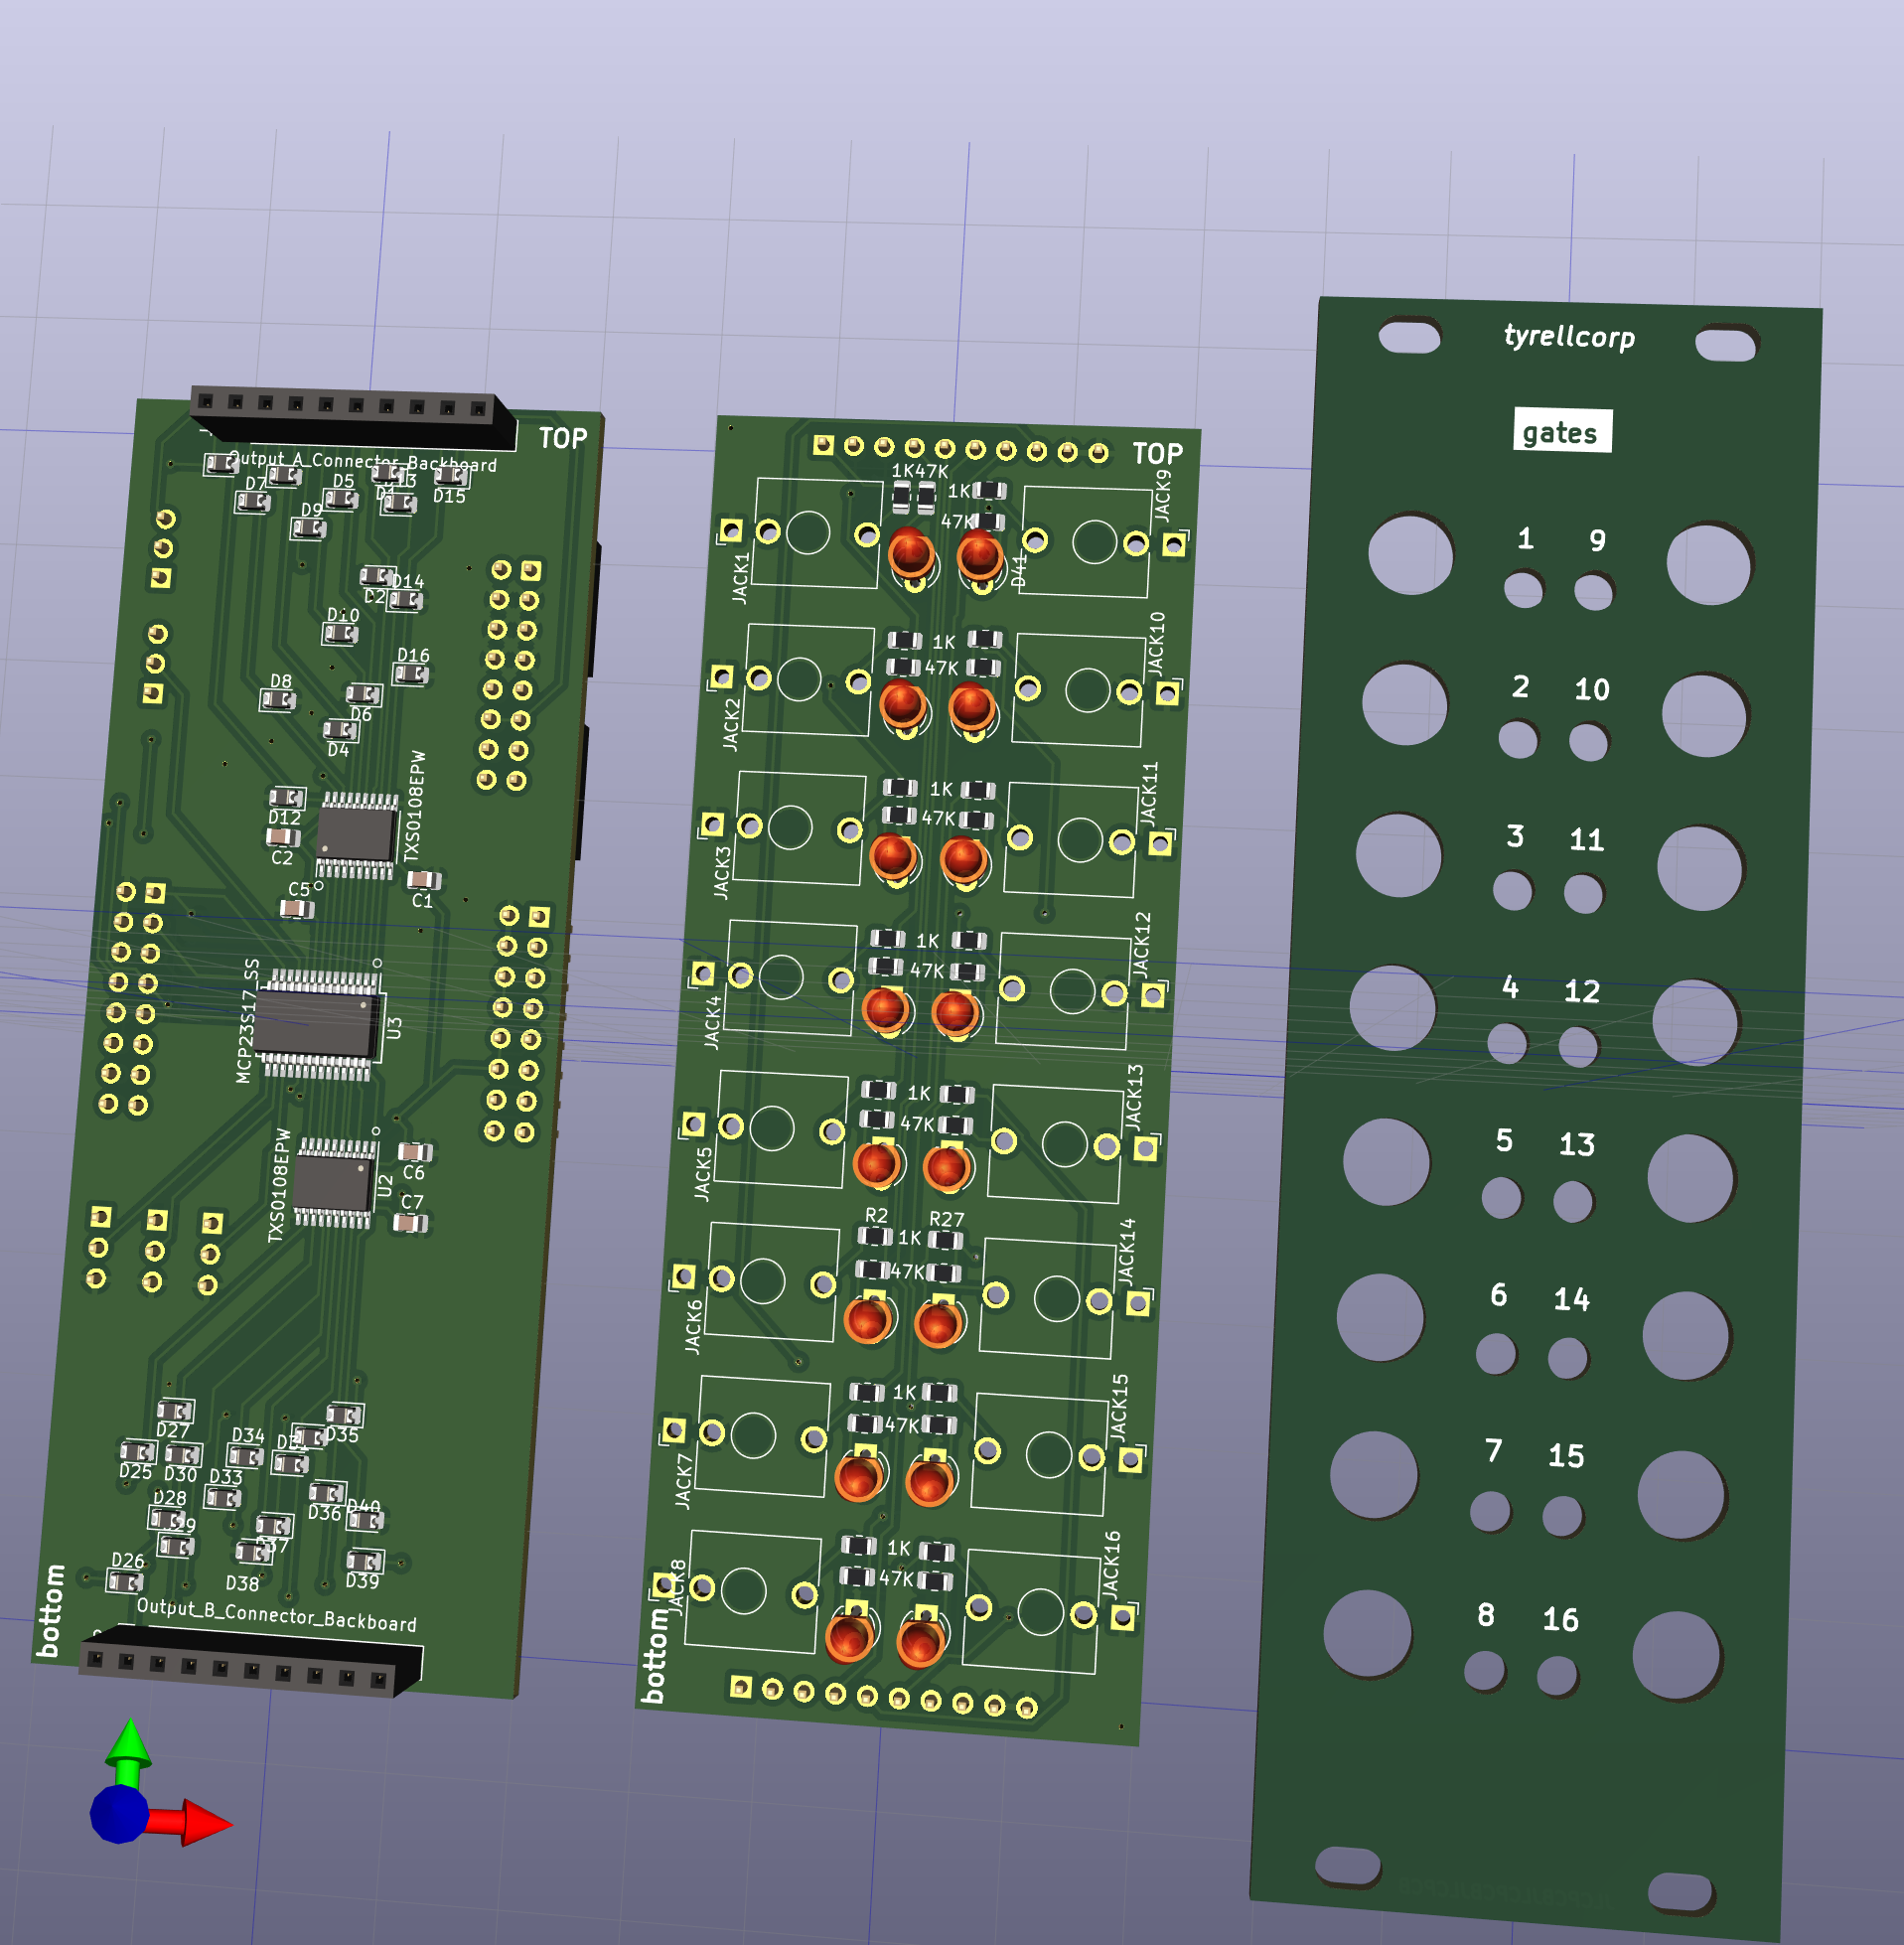 TOP
Output_A_Connector_Backboard
D7
D5
D15
D9
D14
D2
D10
D16
D8
D6
D4
TXS0108EPW
D12
C2
C5
C1
MCP23S17_SS
U3
TXS0108EPW
U2
C6
C7
D27
D35
D34
D25
D30
D33
D28
D36
D40
D26
D38
D39
Output_B_Connector_Backboard
bottom
TOP
1K47K
1K
47K
JACK1
D41
JACK9
1K
47K
JACK2
JACK10
1K
47K
JACK3
JACK11
1K
47K
JACK4
JACK12
1K
47K
JACK5
JACK13
R2
R27
1K
47K
JACK6
JACK14
1K
47K
JACK7
JACK15
1K
47K
JACK8
JACK16
bottom
tyrellcorp
gates
1 9
2 10
3 11
4 12
5 13
6 14
7 15
8 16